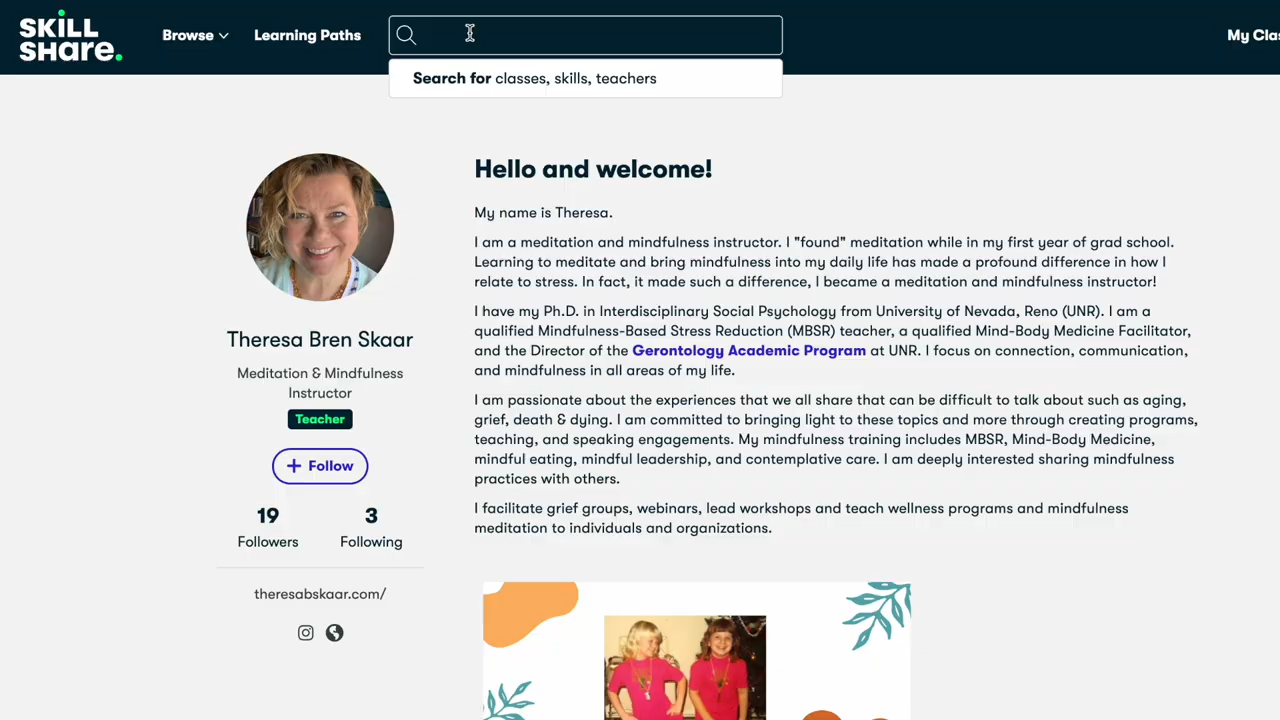 SKILL
SHare.
Browse
Learning Paths
My Clas
Search for classes, skills, teachers
Hello and welcome!
My name is Theresa.
I am a meditation and mindfulness instructor. I "found" meditation while in my first year of grad school.
Learning to meditate and bring mindfulness into my daily life has made a profound difference in how I
relate to stress. In fact, it made such a difference, I became a meditation and mindfulness instructor!
I have my Ph.D. in Interdisciplinary Social Psychology from University of Nevada, Reno (UNR). I am a
qualified Mindfulness-Based Stress Reduction (MBSR) teacher, a qualified Mind-Body Medicine Facilitator,
and the Director of the Gerontology Academic Program at UNR. I focus on connection, communication,
and mindfulness in all areas of my life.
I am passionate about the experiences that we all share that can be difficult to talk about such as aging,
grief, death & dying. I am committed to bringing light to these topics and more through creating programs,
teaching, and speaking engagements. My mindfulness training includes MBSR, Mind-Body Medicine,
mindful eating, mindful leadership, and contemplative care. I am deeply interested sharing mindfulness
practices with others.
I facilitate grief groups, webinars, lead workshops and teach wellness programs and mindfulness
meditation to individuals and organizations.
Theresa Bren Skaar
Meditation & Mindfulness
Instructor
Teacher
+ Follow
19
Followers
3
Following
theresabskaar.com/